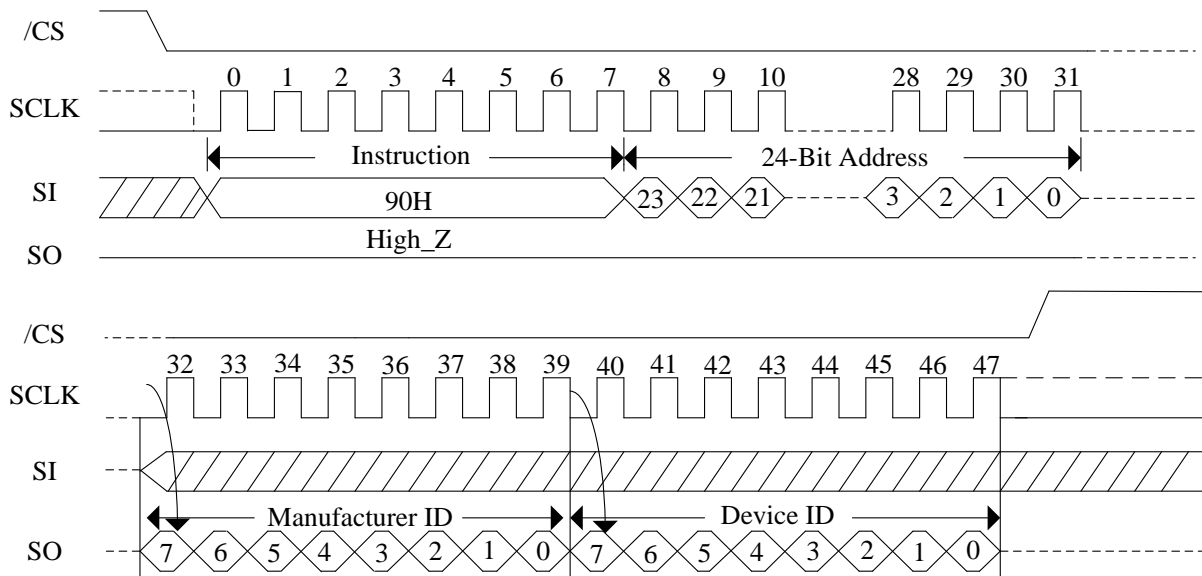 /CS
0 1 2 3 4 5 6 7 8 9 10 28 29 30 31
SCLK
Instruction 24-Bit Address
SI 90H 23 22 21 3 2 1 0
High_Z
SO
/CS
32 33 34 35 36 37 38 39 40 41 42 43 44 45 46 47
SCLK
SI
Manufacturer ID Device ID
SO 7 6 5 4 3 2 1 0 7 6 5 4 3 2 1 0